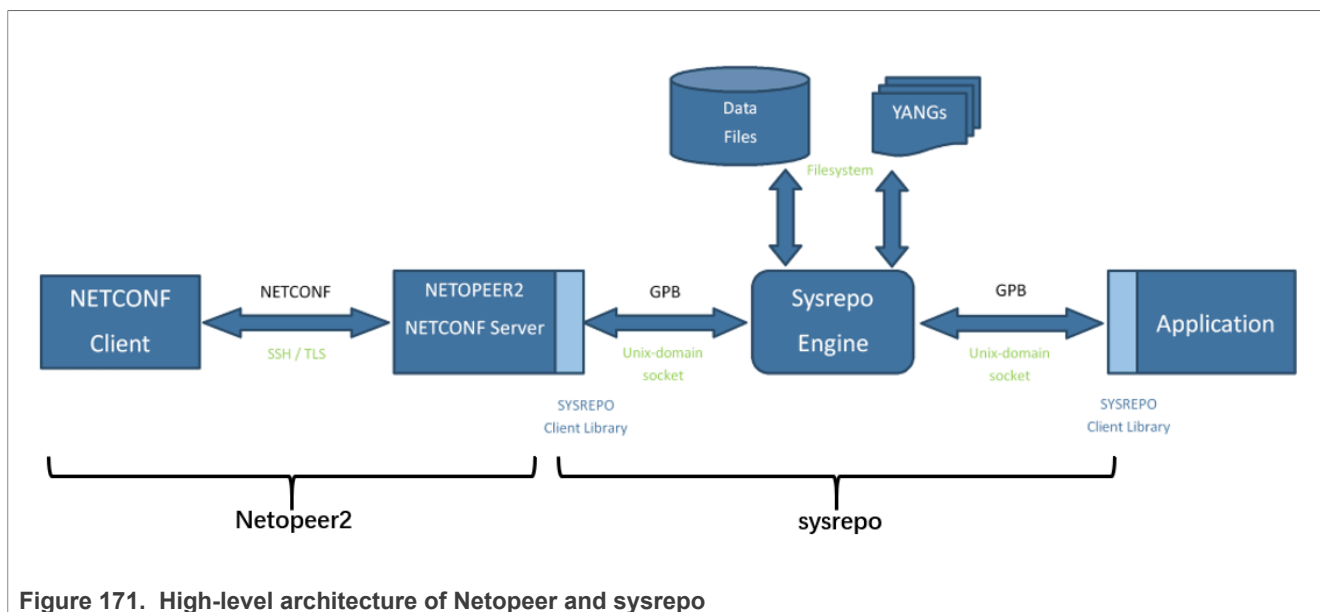 Data
Files
YANGs
Filesystem
NETCONF
Client
NETCONF
SSH / TLS
NETOPEER2
NETCONF Server
GPB
Unix-domain
socket
Sysrepo
Engine
GPB
Unix-domain
socket
Application
SYSREPO
Client Library
SYSREPO
Client Library
Netopeer2
sysrepo
Figure 171. High-level architecture of Netopeer and sysrepo